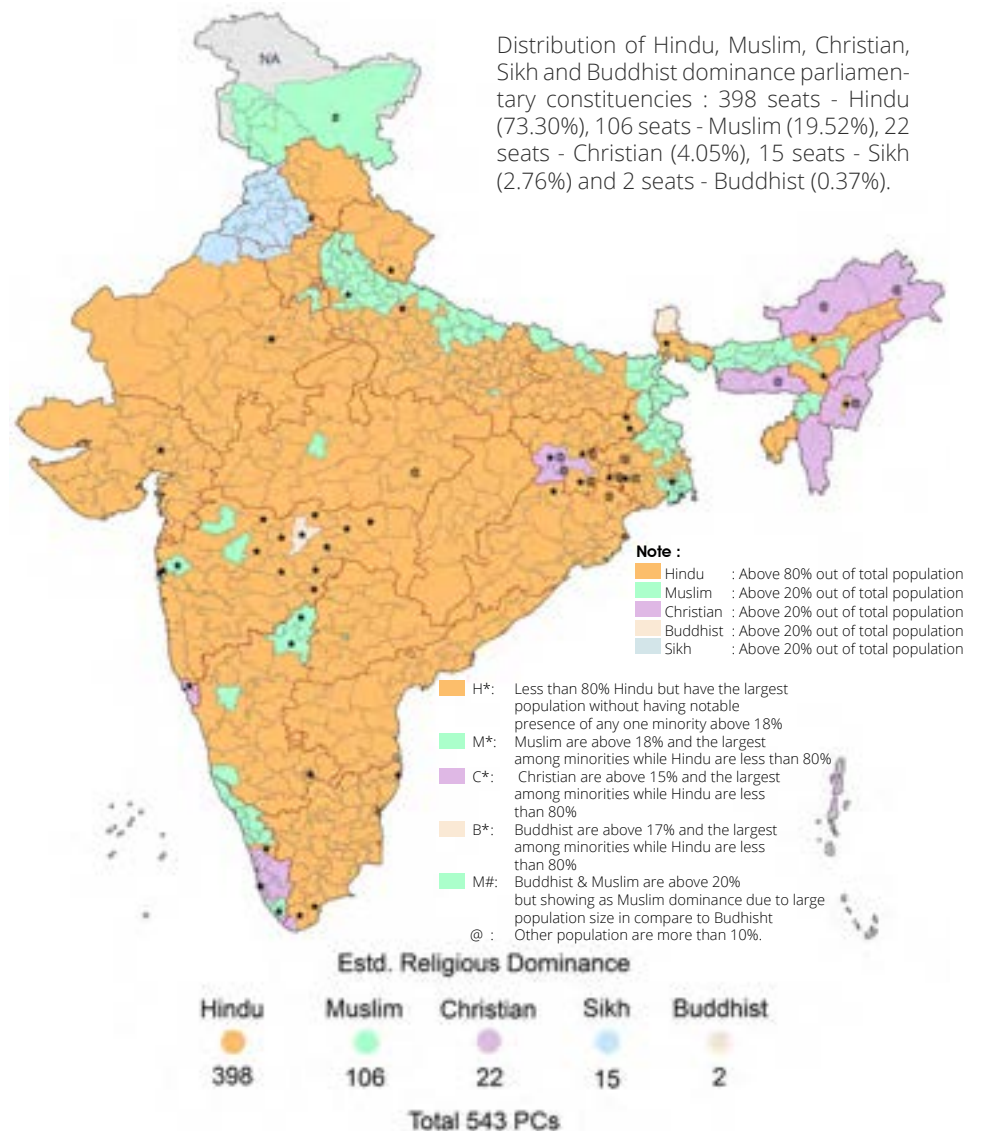 NA
Distribution of Hindu, Muslim, Christian,
Sikh and Buddhist dominance parliamen-
tary constituencies : 398 seats - Hindu
(73.30%), 106 seats - Muslim (19.52%), 22
seats - Christian (4.05%), 15 seats - Sikh
(2.76%) and 2 seats - Buddhist (0.37%).
Note :
Hindu : Above 80% out of total population
Muslim : Above 20% out of total population
Christian : Above 20% out of total population
Buddhist : Above 20% out of total population
Sikh : Above 20% out of total population
H*: Less than 80% Hindu but have the largest
population without having notable
presence of any one minority above 18%
M*: Muslim are above 18% and the largest
among minorities while Hindu are less than 80%
C*: Christian are above 15% and the largest
among minorities while Hindu are less
than 80%
B*: Buddhist are above 17% and the largest
among minorities while Hindu are less
than 80%
M#: Buddhist & Muslim are above 20%
but showing as Muslim dominance due to large
population size in compare to Budhisht
@ : Other population are more than 10%.
Estd. Religious Dominance
Hindu Muslim Christian Sikh Buddhist
398 106 22 15 2
Total 543 PCs